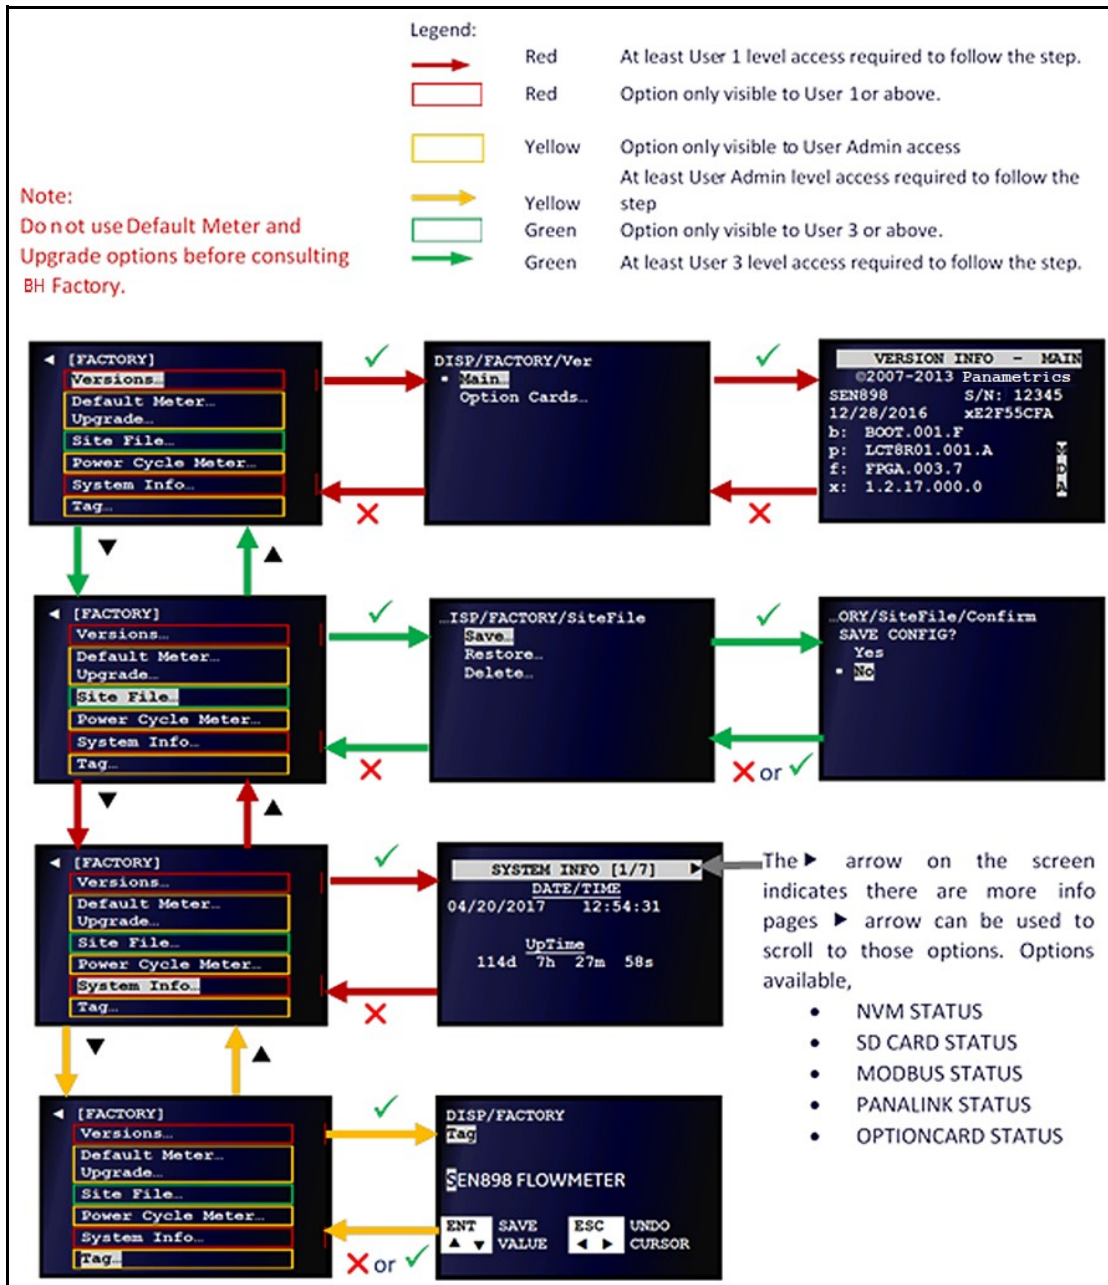 Legend:
Red At least User 1 level access required to follow the step.
Red Option only visible to User 1or above.
Yellow Option only visible to User Admin access
At least User Admin level access required to follow the
Yellow step
Green Option only visible to User 3 or above.
Green At least User 3 level access required to follow the step.
Note:
Do not use Default Meter and
Upgrade options before consulting
BH Factory.
◄ [FACTORY]
Versions…
Default Meter…
Upgrade…
Site File…
Power Cycle Meter…
System Info…
Tag…
✓
✗
DISP/FACTORY/Ver
Main…
Option Cards…
✓
✗
VERSION INFO - MAIN
©2007-2013 Panametrics
SEN898 S/N: 12345
12/28/2016 xE2F55CFA
b: BOOT.001.F
p: LCT8R01.001.A M
f: FPGA.003.7 D
x: 1.2.17.000.0 A
▼ ▲
◄ [FACTORY]
Versions…
Default Meter…
Upgrade…
Site File…
Power Cycle Meter…
System Info…
Tag…
✓
✗
…ISP/FACTORY/SiteFile
Save…
Restore…
Delete…
✓
✗ or ✓
…ORY/SiteFile/Confirm
SAVE CONFIG?
Yes
No
▼ ▲
◄ [FACTORY]
Versions…
Default Meter…
Upgrade…
Site File…
Power Cycle Meter…
System Info…
Tag…
✓
✗
SYSTEM INFO [1/7] ►
DATE/TIME
04/20/2017 12:54:31
UpTime
114d 7h 27m 58s
The ► arrow on the screen
indicates there are more info
pages ► arrow can be used to
scroll to those options. Options
available,
• NVM STATUS
• SD CARD STATUS
• MODBUS STATUS
• PANALINK STATUS
• OPTIONCARD STATUS
▼ ▲
◄ [FACTORY]
Versions…
Default Meter…
Upgrade…
Site File…
Power Cycle Meter…
System Info…
Tag…
✓
✗ or ✓
DISP/FACTORY
Tag
SEN898 FLOWMETER
ENT SAVE ESC UNDO
▲ ▼ VALUE ◄ ► CURSOR